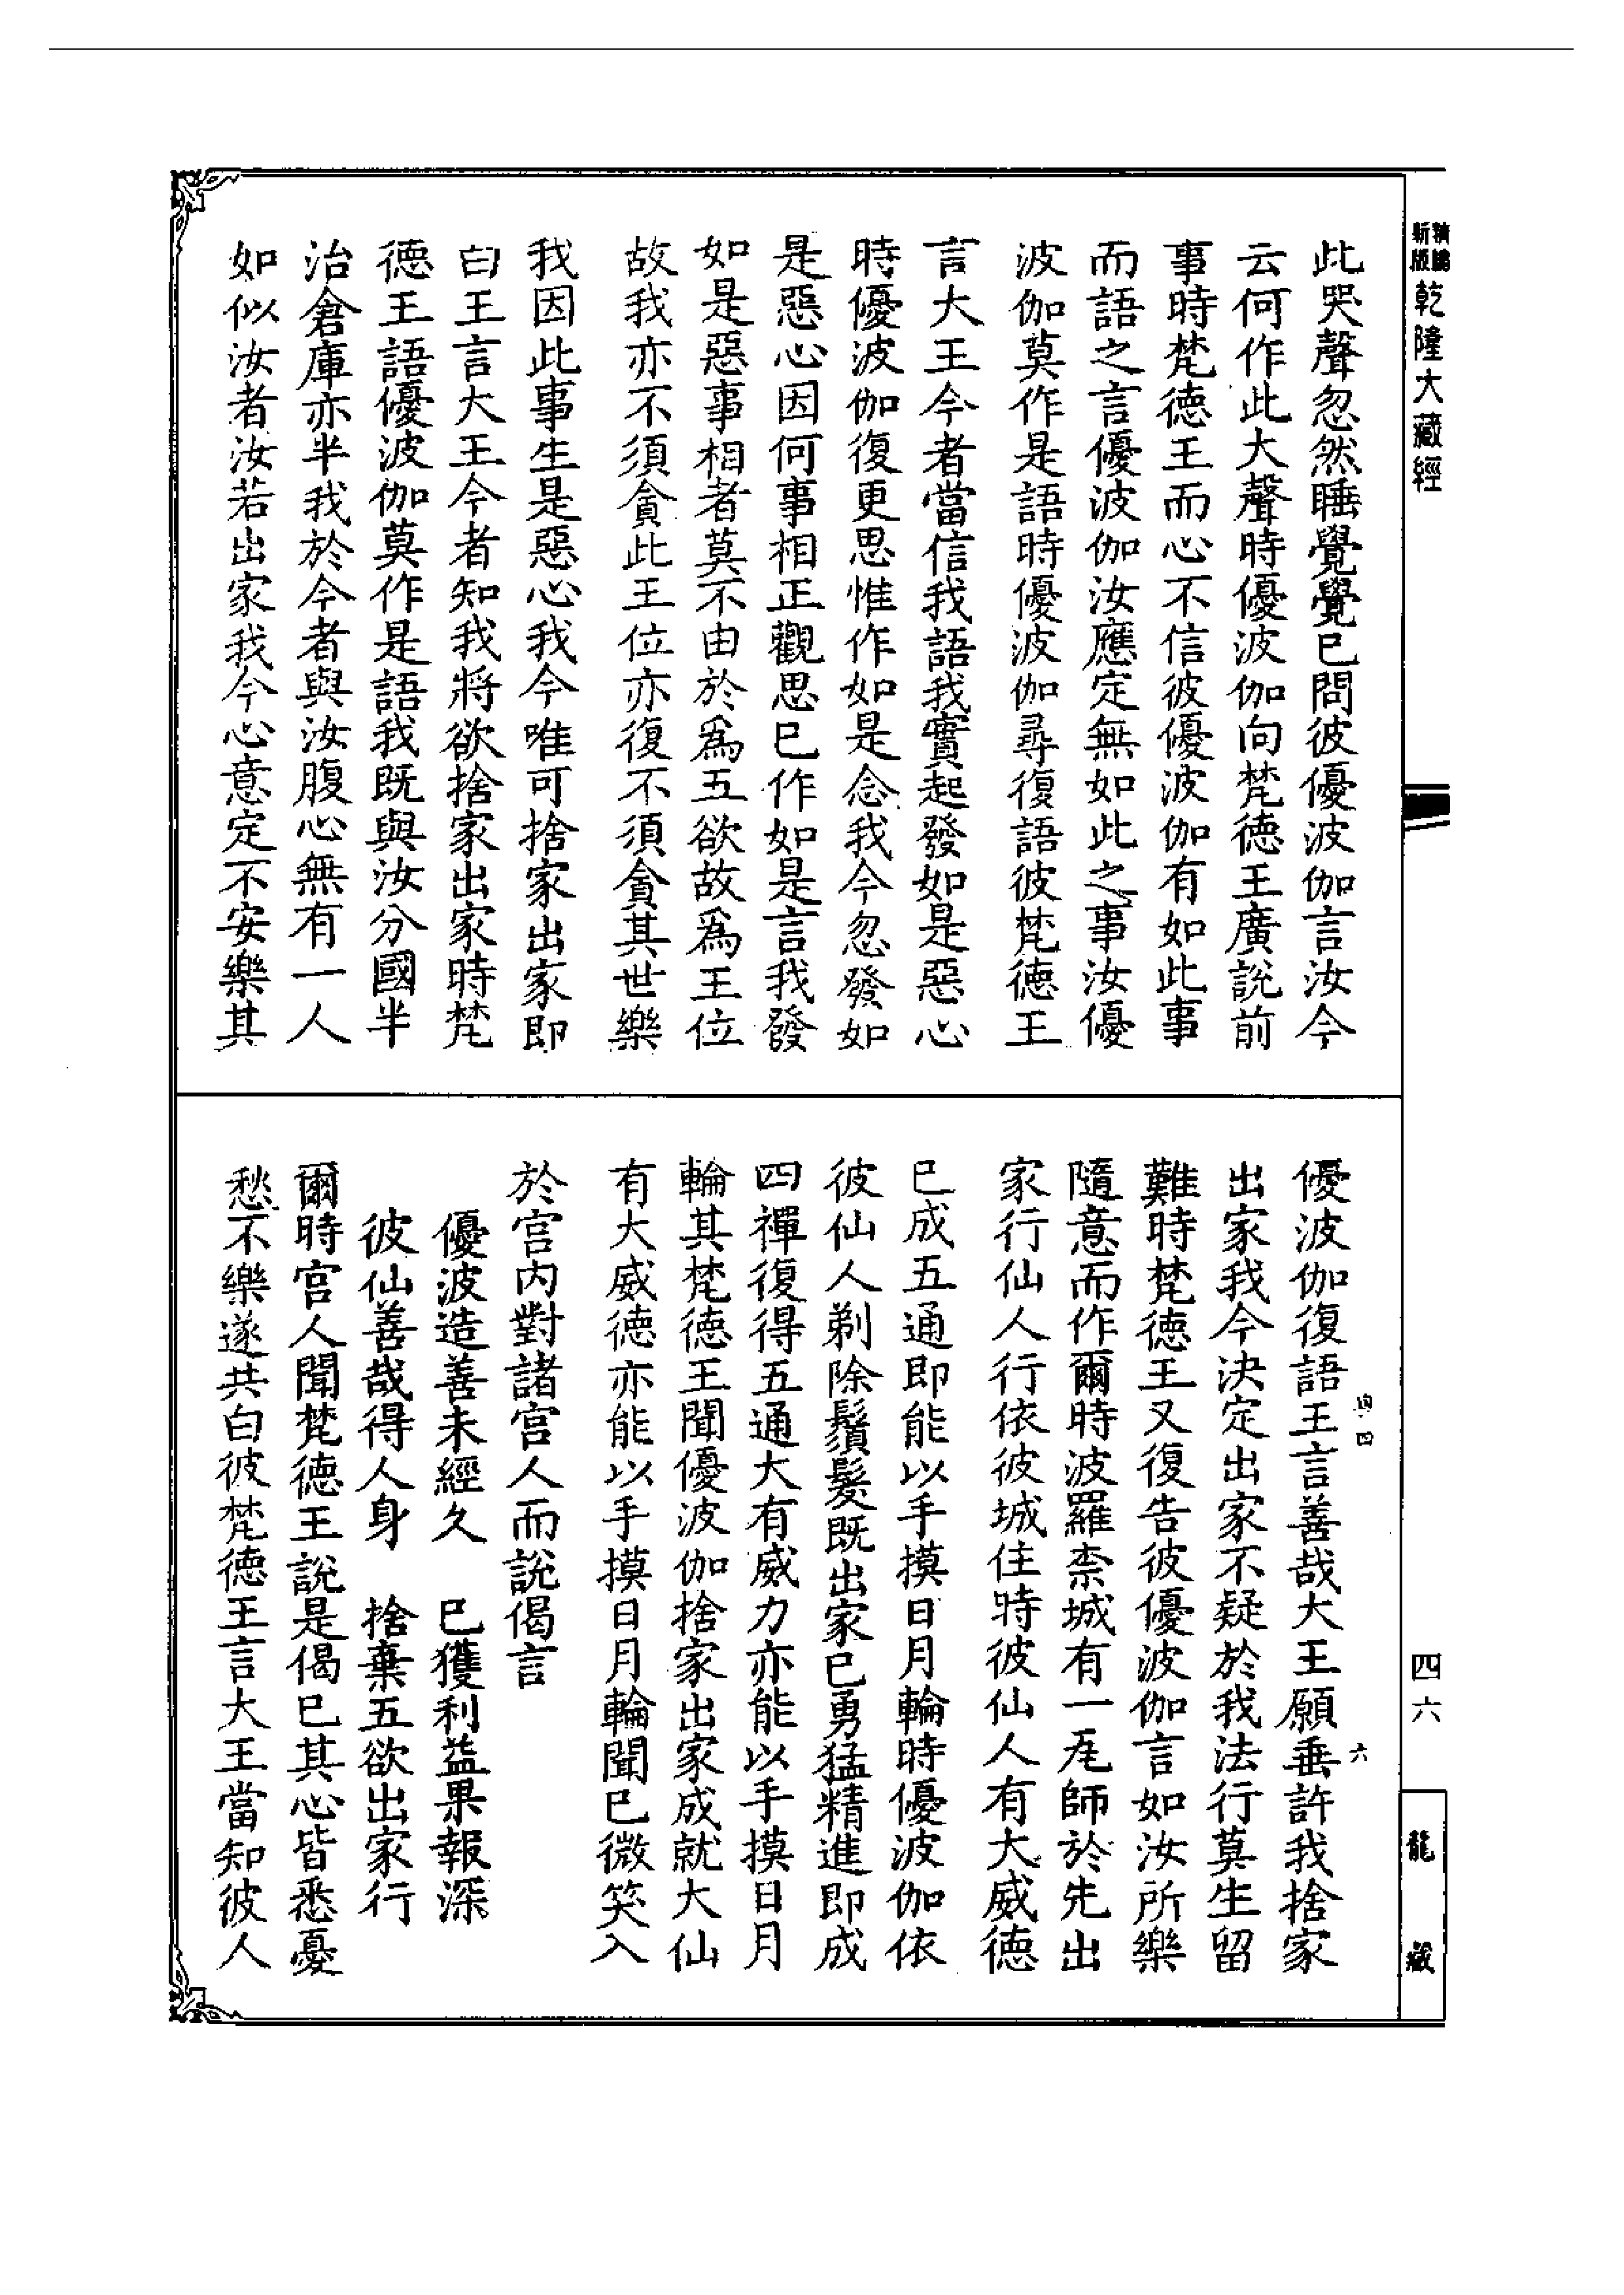 新版
精縮
乾隆大藏經
此哭聲忽然睡覺覺已問彼優波伽言汝今
云何作此大聲時優波伽向梵德王廣說前
事時梵德王而心不信彼優波伽有如此事
而語之言優波伽汝應定無如此之事汝優
波伽莫作是語時優波伽尋復語彼梵德王
言大王今者當信我語我實起發如是惡心
時優波伽復更思惟作如是念我今忽發如
是惡心因何事相正觀思已作如是言我發
如是惡事相者莫不由於為五欲故為王位
故我亦不須貪此王位亦復不須貪其世樂
我因此事生是惡心我今唯可捨家出家即
白王言大王今者知我將欲捨家出家時梵
德王語優波伽莫作是語我既與汝分國半
治倉庫亦半我於今者與汝腹心無有一人
如似汝者汝若出家我今心意定不安樂其
優波伽復語王言善哉大王願垂許我捨家
出家我今決定出家不疑於我法行莫生留
難時梵德王又復告彼優波伽言如汝所樂
隨意而作爾時波羅柰城有一瓦師於先出
家行仙人行依彼城住時彼仙人有大威德
已成五通即能以手摸日月輪時優波伽依
彼仙人剃除鬚髮既出家已勇猛精進即成
四禪復得五通大有威力亦能以手摸日月
輪其梵德王聞優波伽捨家出家成就大仙
有大威德亦能以手摸日月輪聞已微笑入
於宮內對諸宮人而說偈言
優波造善未經久　已獲利益果報深
彼仙善哉得人身　捨棄五欲出家行
爾時宮人聞梵德王說是偈已其心皆悉憂
愁不樂遂共白彼梵德王言大王當知彼人
四六
龍藏